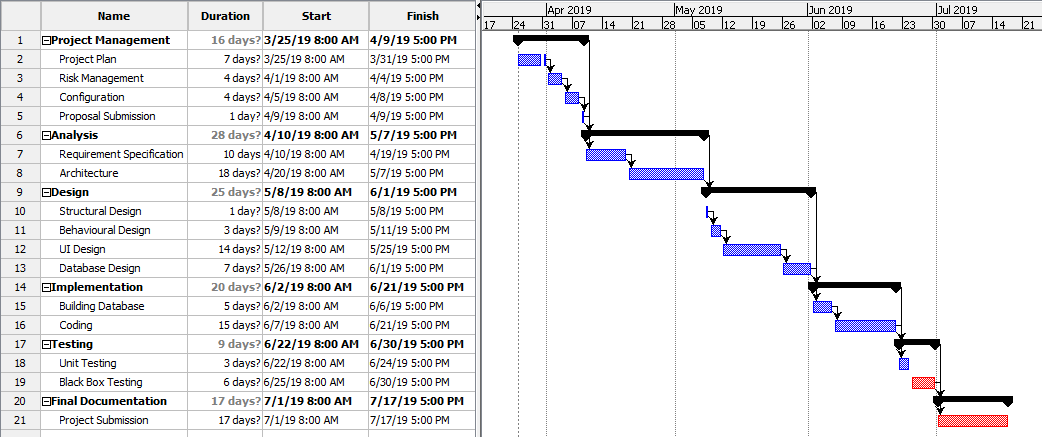 Name Duration Start Finish
Apr 2019 May 2019 Jun 2019 Jul 2019
17 24 31 07 14 21 28 05 12 19 26 02 09 16 23 30 07 14 21
1 Project Management 16 days? 3/25/19 8:00 AM 4/9/19 5:00 PM
2 Project Plan 7 days? 3/25/19 8:00 AM 3/31/19 5:00 PM
3 Risk Management 4 days? 4/1/19 8:00 AM 4/4/19 5:00 PM
4 Configuration 4 days? 4/5/19 8:00 AM 4/8/19 5:00 PM
5 Proposal Submission 1 day? 4/9/19 8:00 AM 4/9/19 5:00 PM
6 Analysis 28 days? 4/10/19 8:00 AM 5/7/19 5:00 PM
7 Requirement Specification 10 days 4/10/19 8:00 AM 4/19/19 5:00 PM
8 Architecture 18 days? 4/20/19 8:00 AM 5/7/19 5:00 PM
9 Design 25 days? 5/8/19 8:00 AM 6/1/19 5:00 PM
10 Structural Design 1 day? 5/8/19 8:00 AM 5/8/19 5:00 PM
11 Behavioural Design 3 days? 5/9/19 8:00 AM 5/11/19 5:00 PM
12 UI Design 14 days? 5/12/19 8:00 AM 5/25/19 5:00 PM
13 Database Design 7 days? 5/26/19 8:00 AM 6/1/19 5:00 PM
14 Implementation 20 days? 6/2/19 8:00 AM 6/21/19 5:00 PM
15 Building Database 5 days? 6/2/19 8:00 AM 6/6/19 5:00 PM
16 Coding 15 days? 6/7/19 8:00 AM 6/21/19 5:00 PM
17 Testing 9 days? 6/22/19 8:00 AM 6/30/19 5:00 PM
18 Unit Testing 3 days? 6/22/19 8:00 AM 6/24/19 5:00 PM
19 Black Box Testing 6 days? 6/25/19 8:00 AM 6/30/19 5:00 PM
20 Final Documentation 17 days? 7/1/19 8:00 AM 7/17/19 5:00 PM
21 Project Submission 17 days? 7/1/19 8:00 AM 7/17/19 5:00 PM